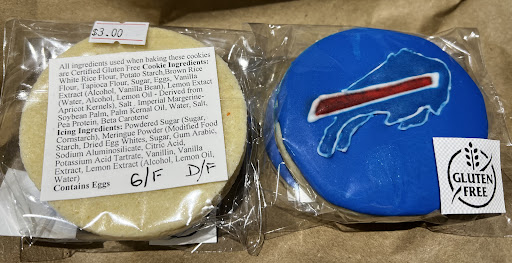 $3.00
All ingredients used when baking these cookies
are Certified Gluten Free Cookie Ingredients:
White Rice Flour, Potato Starch,Brown Rice
Flour, Tapioca Flour, Sugar, Eggs, Vanilla
Extract (Alcohol, Vanilla Bean), Lemon Extract
(Water, Alcohol, Lemon Oil - Derived from
Apricot Kernels), Salt , Imperial Margerine-
Soybean Palm, Palm Kernal Oil, Water, Salt,
Pea Protein, Beta Carotene
Icing Ingredients: Powdered Sugar (Sugar,
Cornstarch), Meringue Powder (Modified Food
Starch, Dried Egg Whites, Sugar, Gum Arabic,
Sodium Aluminosilicate, Citric Acid,
Potassium Acid Tartrate, Vanillin, Vanilla
Extract, Lemon Extract (Alcohol, Lemon Oil,
Water)
Contains Eggs
G/F D/F
GLUTEN
FREE